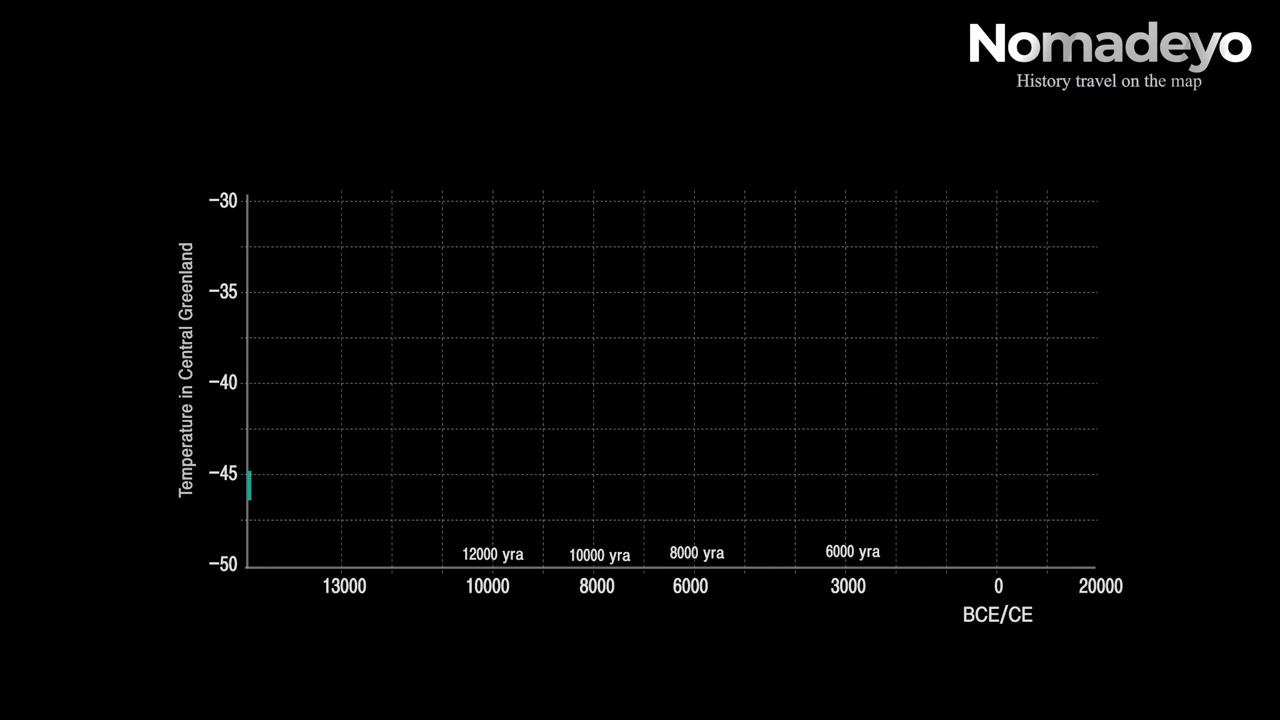 Nomadeyo
History travel on the map
Temperature in Central Greenland
−30
−35
−40
−45
−50
12000 yra
10000 yra
8000 yra
6000 yra
13000
10000
8000
6000
3000
0
20000
BCE/CE